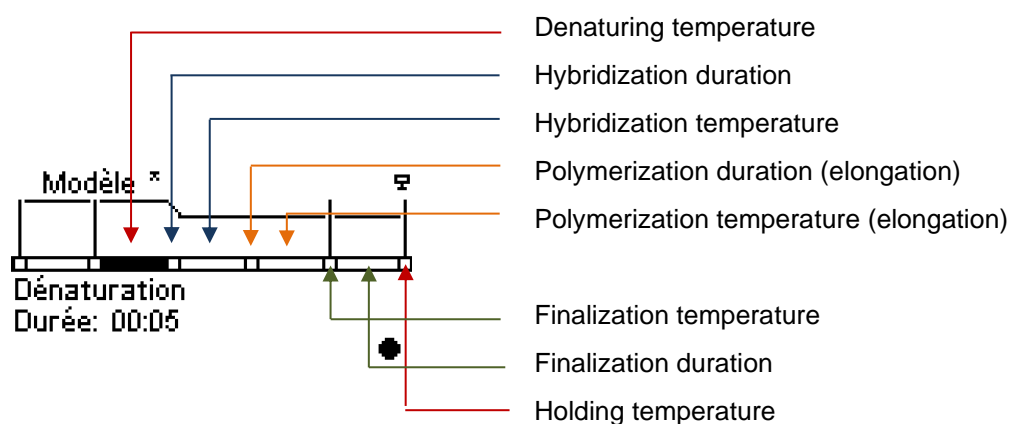 Denaturing temperature
Hybridization duration
Hybridization temperature
Polymerization duration (elongation)
Modèle *
Polymerization temperature (elongation)
Dénaturation
Durée: 00:05
Finalization temperature
Finalization duration
Holding temperature